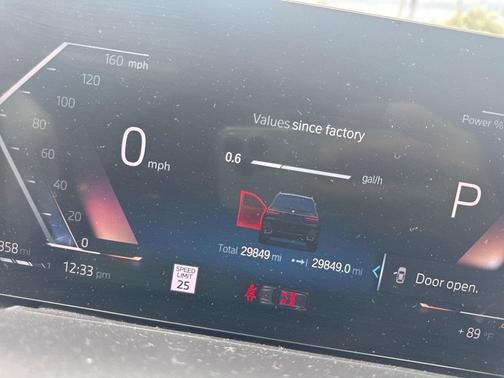 160 mph
120
100
80
60
40
20
0
0 mph
Values since factory
0.6
gal/h
Power %
P
Total 29849 mi
29849.0 mi
358 mi
12:33 pm
SPEED
LIMIT
25
Door open.
+ 89 °F